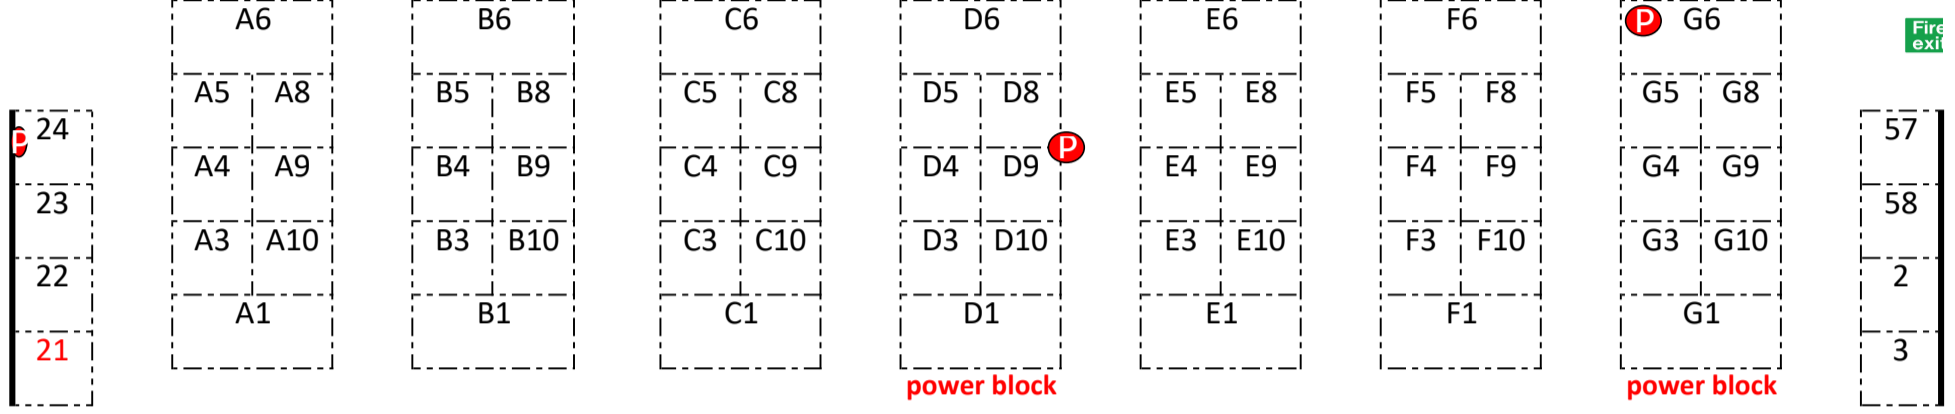 A6 B6 C6 D6 E6 F6 P G6 Fire
exit
A5 A8 B5 B8 C5 C8 D5 D8 E5 E8 F5 F8 G5 G8
P 24 P 57
A4 A9 B4 B9 C4 C9 D4 D9 E4 E9 F4 F9 G4 G9
23 58
A3 A10 B3 B10 C3 C10 D3 D10 E3 E10 F3 F10 G3 G10
22 2
A1 B1 C1 D1 E1 F1 G1
21 3
power block power block